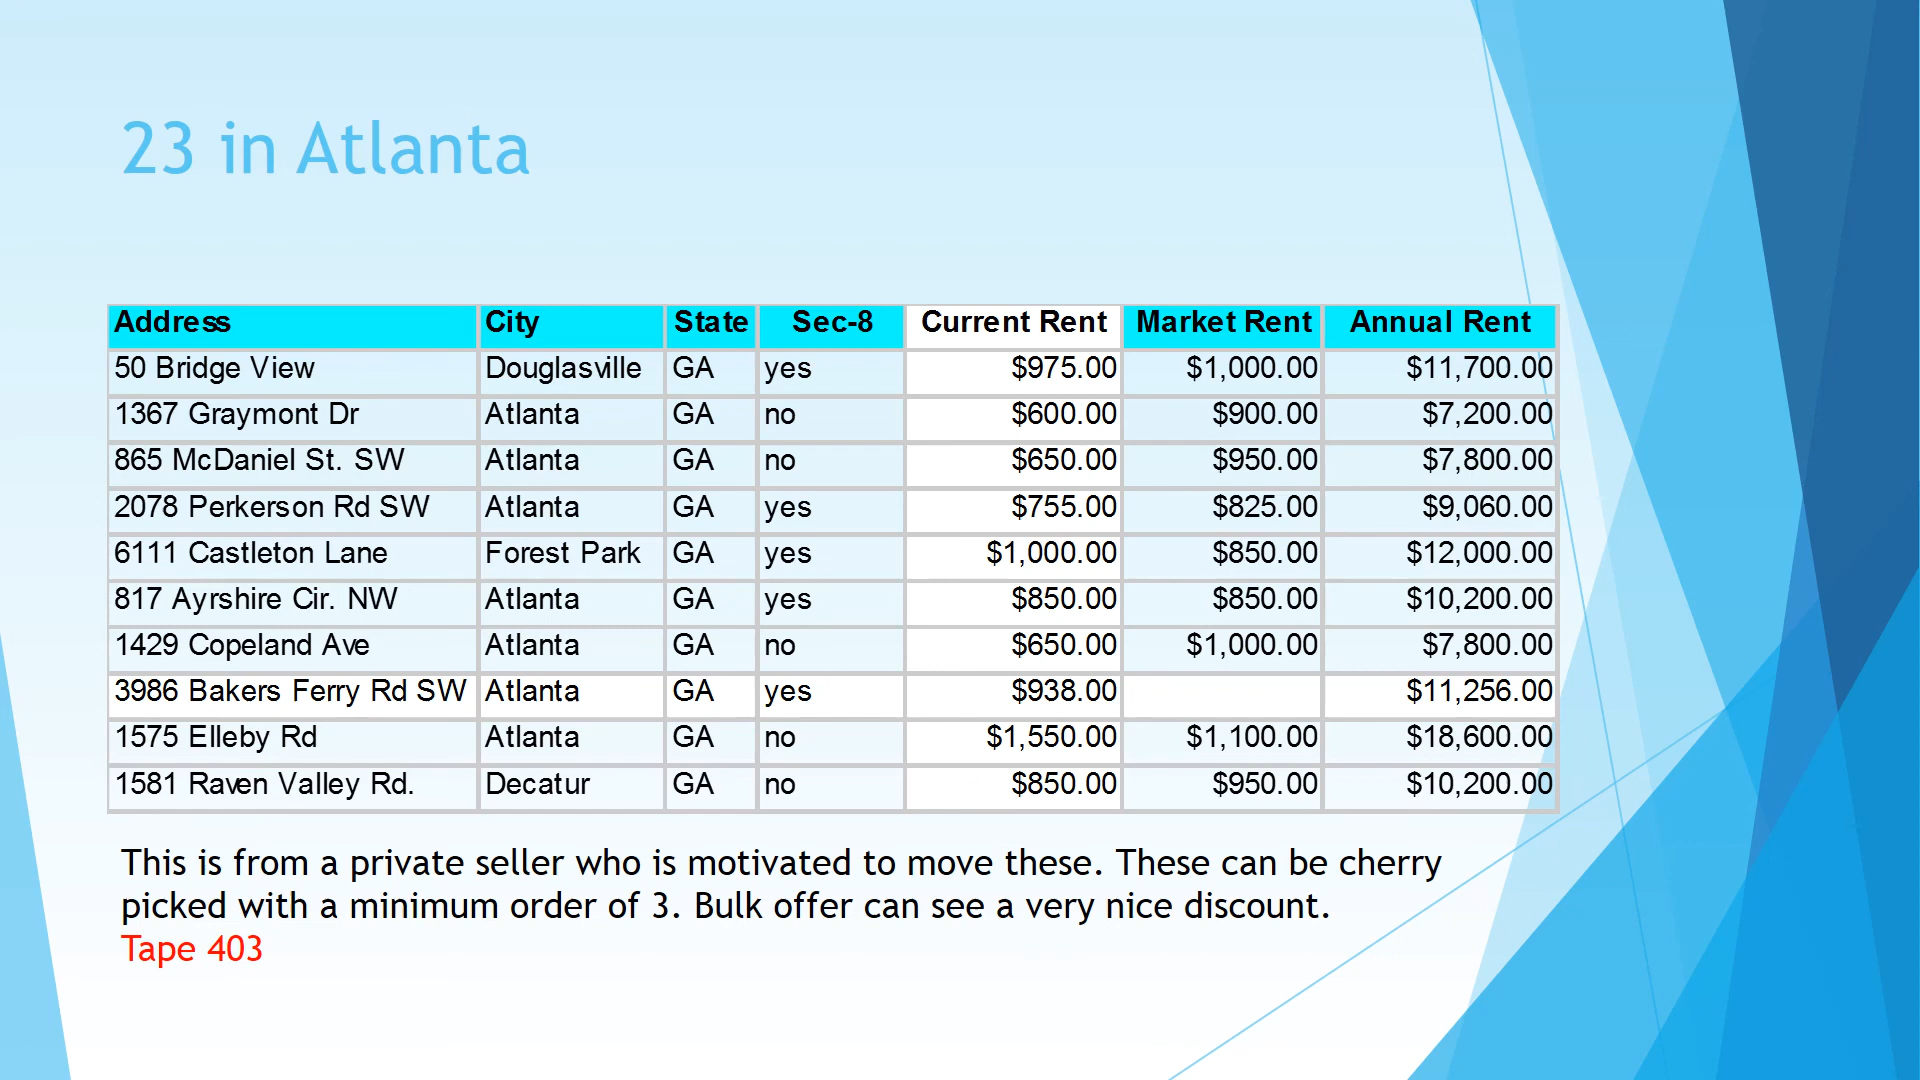 23 in Atlanta
Address City State Sec-8 Current Rent Market Rent Annual Rent
50 Bridge View Douglasville GA yes $975.00 $1,000.00 $11,700.00
1367 Graymont Dr Atlanta GA no $600.00 $900.00 $7,200.00
865 McDaniel St. SW Atlanta GA no $650.00 $950.00 $7,800.00
2078 Perkerson Rd SW Atlanta GA yes $755.00 $825.00 $9,060.00
6111 Castleton Lane Forest Park GA yes $1,000.00 $850.00 $12,000.00
817 Ayrshire Cir. NW Atlanta GA yes $850.00 $850.00 $10,200.00
1429 Copeland Ave Atlanta GA no $650.00 $1,000.00 $7,800.00
3986 Bakers Ferry Rd SW Atlanta GA yes $938.00 $11,256.00
1575 Elleby Rd Atlanta GA no $1,550.00 $1,100.00 $18,600.00
1581 Raven Valley Rd. Decatur GA no $850.00 $950.00 $10,200.00
This is from a private seller who is motivated to move these. These can be cherry
picked with a minimum order of 3. Bulk offer can see a very nice discount.
Tape 403